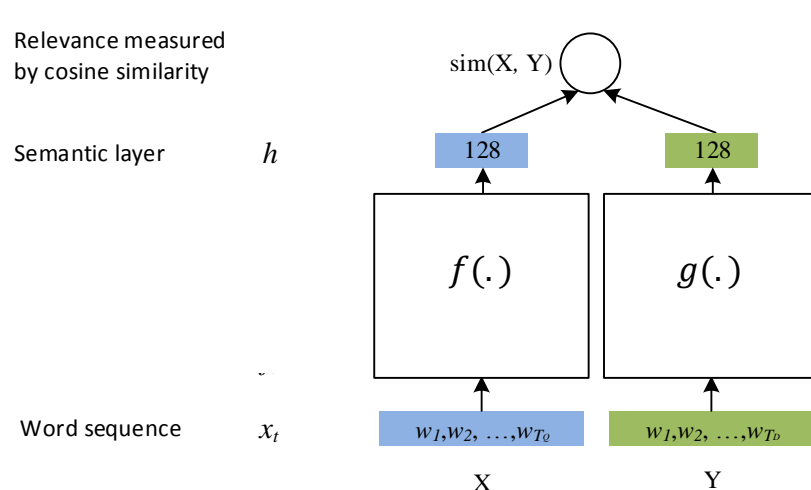 Relevance measured
by cosine similarity
sim(X, Y)
Semantic layer h 128 128
f(.) g(.)
Word sequence x_t w_1,w_2, …,w_{T_Q} w_1,w_2, …,w_{T_D}
X Y